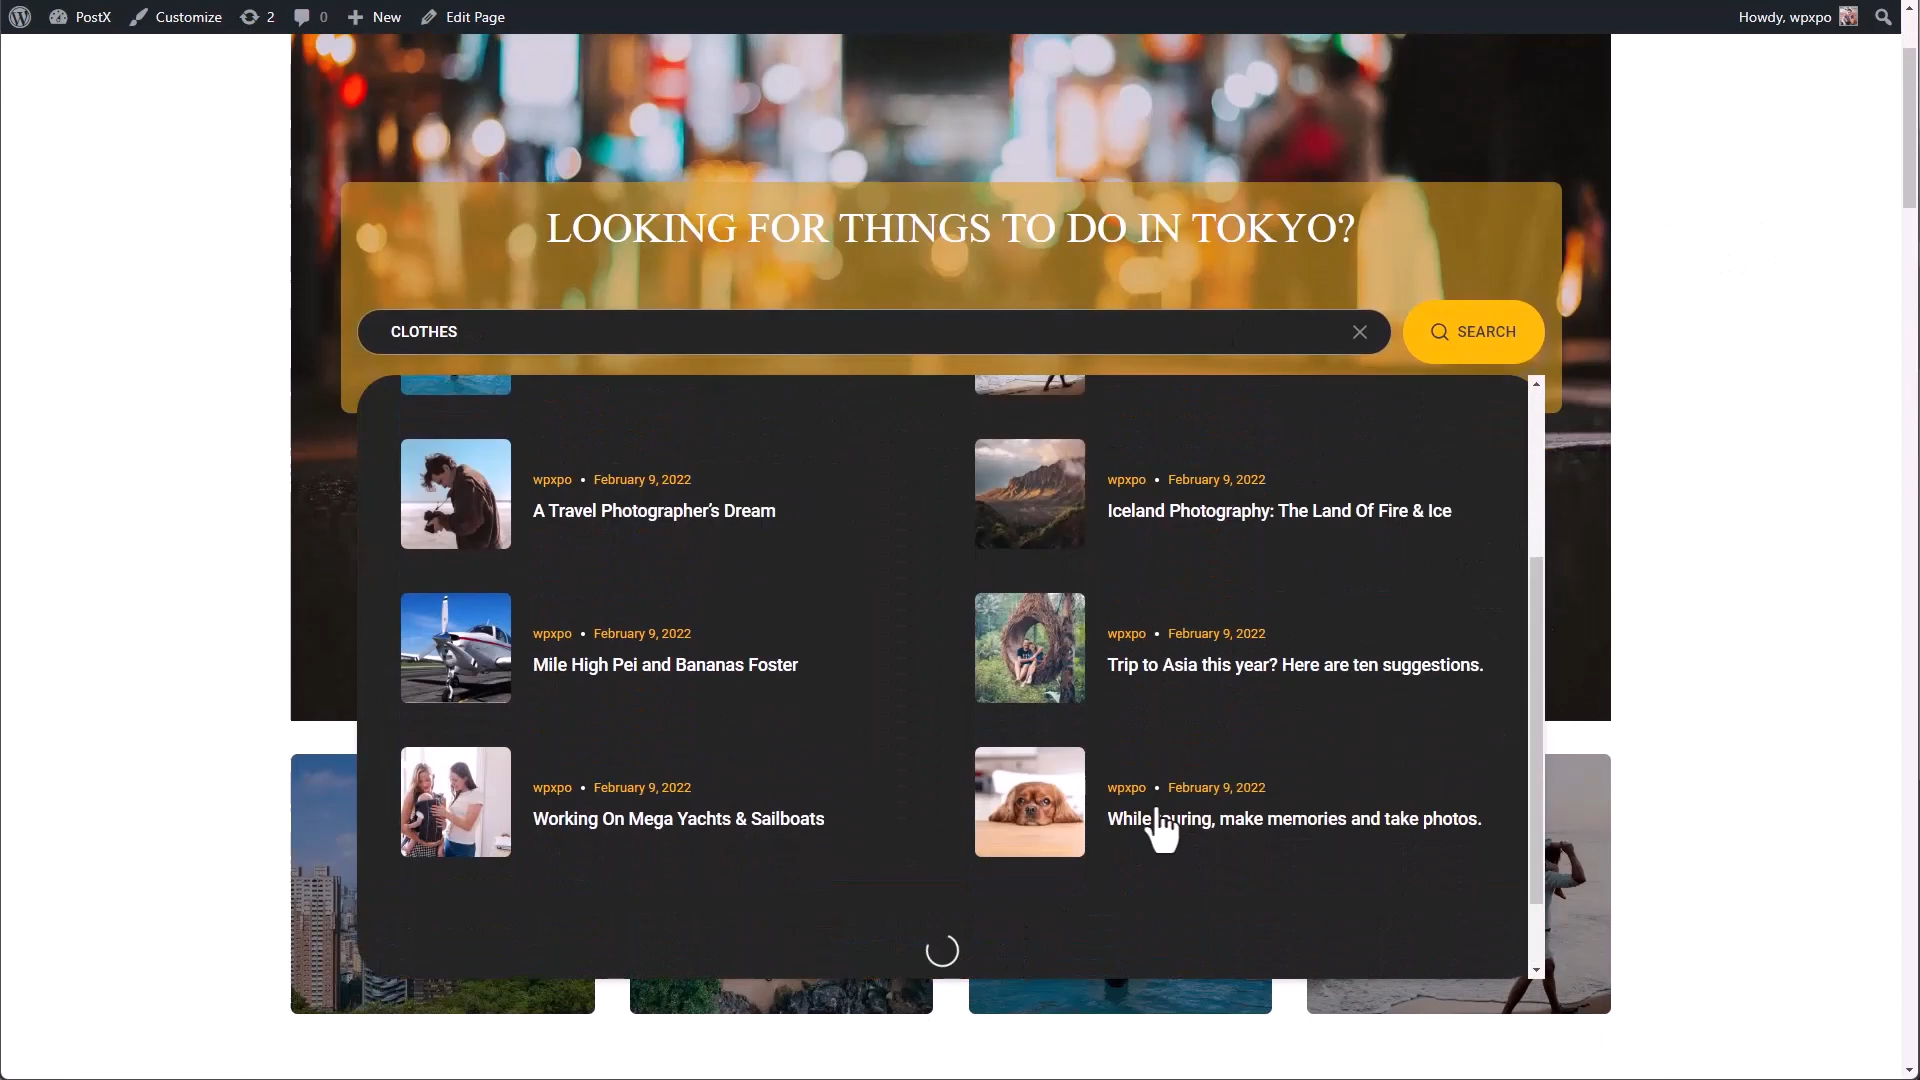 PostX Customize 2 0 New Edit Page Howdy, wpxpo
LOOKING FOR THINGS TO DO IN TOKYO?
CLOTHES SEARCH
wpxpo • February 9, 2022
A Travel Photographer’s Dream
wpxpo • February 9, 2022
Iceland Photography: The Land Of Fire & Ice
wpxpo • February 9, 2022
Mile High Pei and Bananas Foster
wpxpo • February 9, 2022
Trip to Asia this year? Here are ten suggestions.
wpxpo • February 9, 2022
Working On Mega Yachts & Sailboats
wpxpo • February 9, 2022
While make memories and take photos.